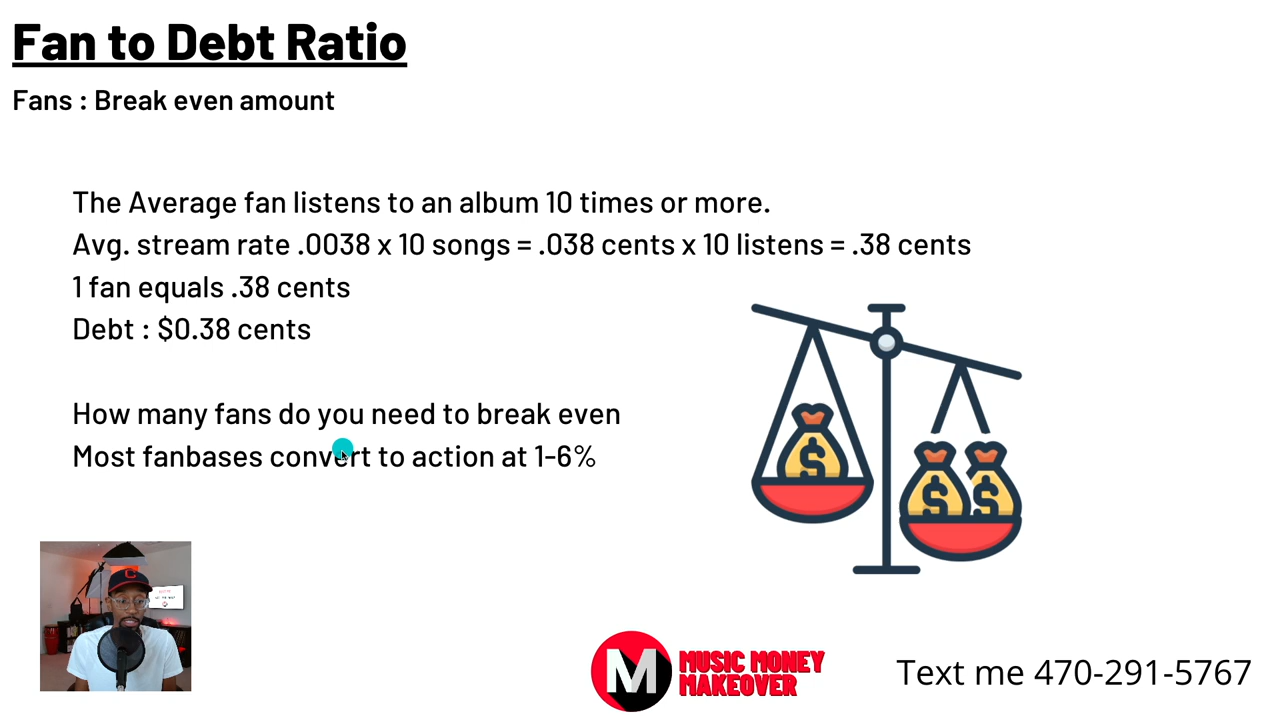 Fan to Debt Ratio
Fans : Break even amount
The Average fan listens to an album 10 times or more.
Avg. stream rate .0038 x 10 songs = .038 cents x 10 listens = .38 cents
1 fan equals .38 cents
Debt : $0.38 cents
How many fans do you need to break even
Most fanbases convert to action at 1-6%
$ $ $
M MUSIC MONEY
MAKEOVER
Text me 470-291-5767